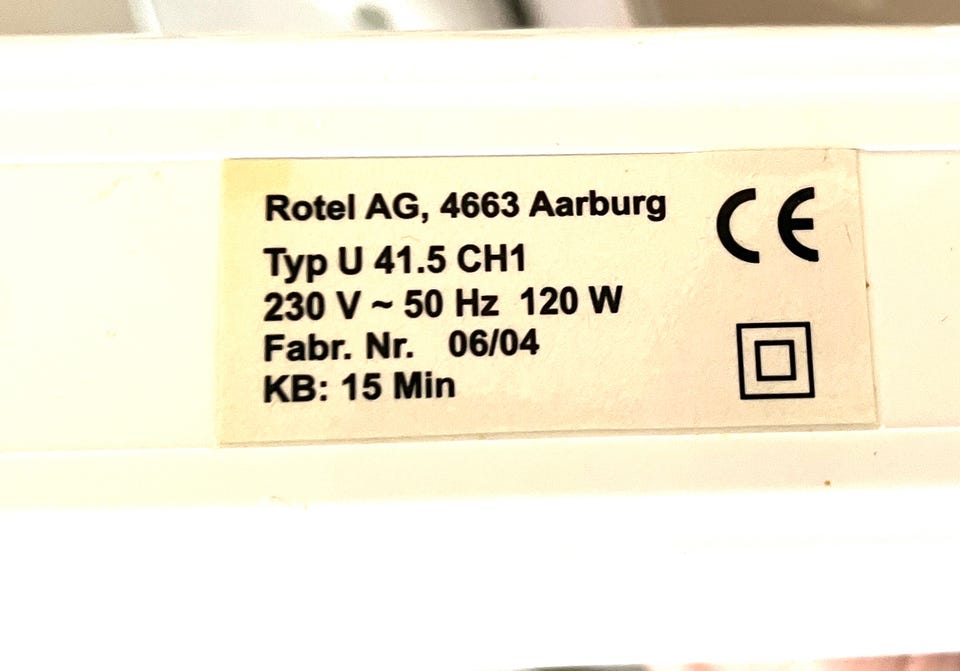 Rotel AG, 4663 Aarburg
CE
Typ U 41.5 CH1
230 V ~ 50 Hz 120 W
Fabr. Nr. 06/04
KB: 15 Min